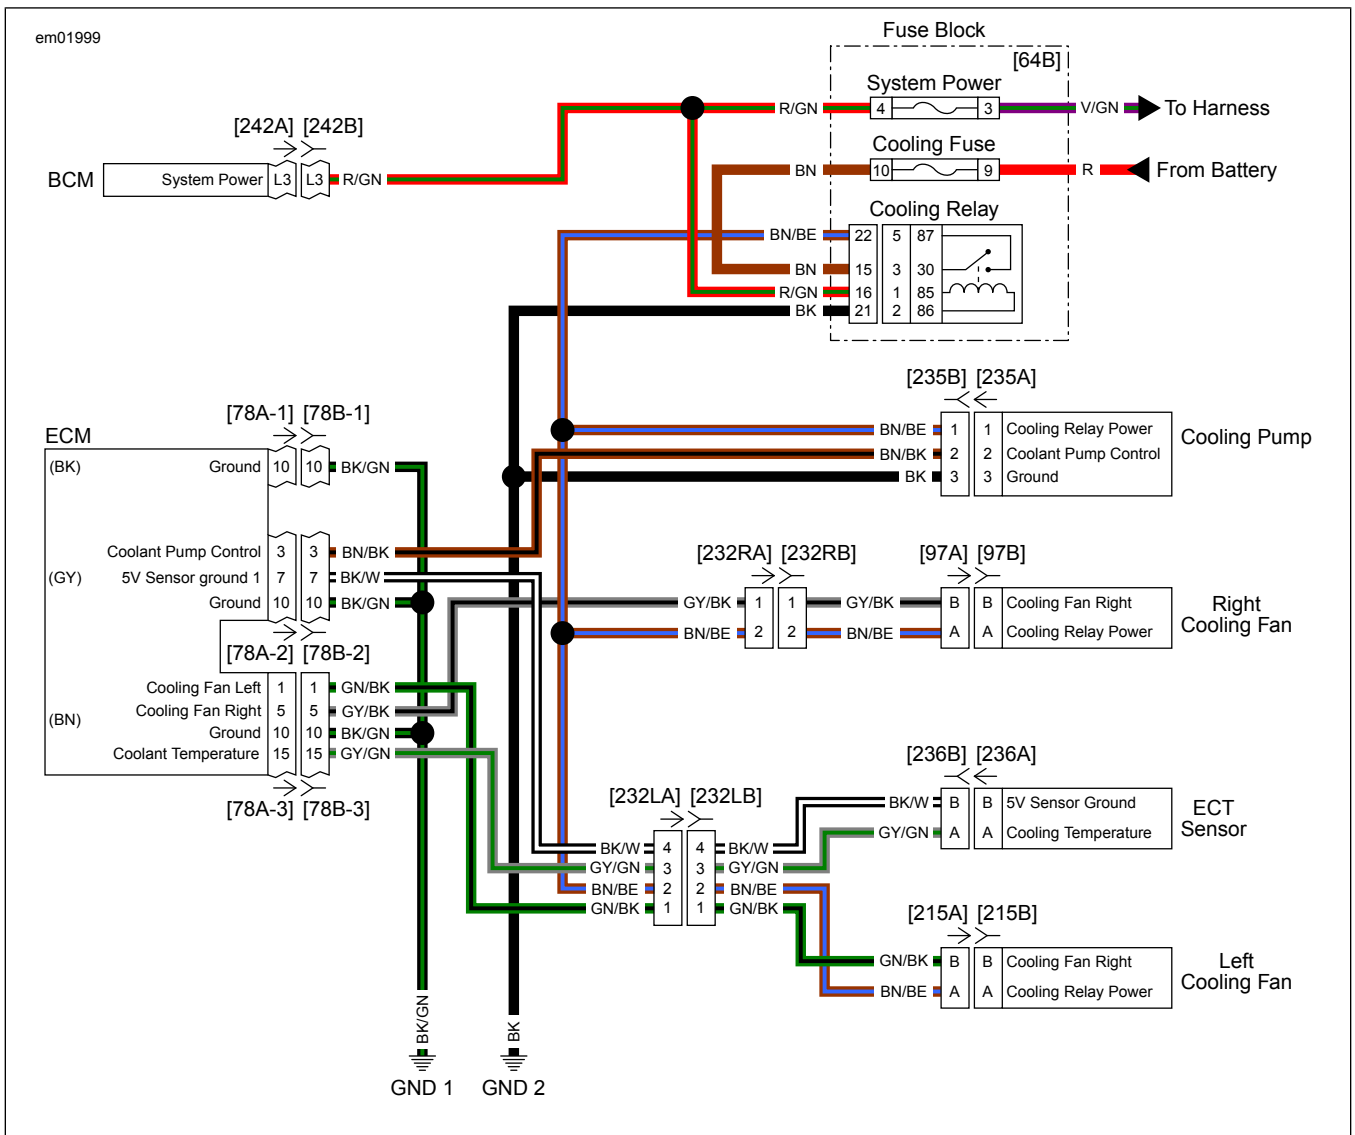 em01999
Fuse Block
[64B]
System Power
R/GN 4 3 V/GN To Harness
[242A] [242B]
Cooling Fuse
BCM System Power L3 L3 R/GN
BN 10 9 R From Battery
Cooling Relay
BN/BE 22 5 87
BN 15 3 30
R/GN 16 1 85
BK 21 2 86
[235B] [235A]
BN/BE 1 1 Cooling Relay Power
BN/BK 2 2 Coolant Pump Control
BK 3 3 Ground
Cooling Pump
[78A-1] [78B-1]
ECM
(BK) Ground 10 10 BK/GN
Coolant Pump Control 3 3 BN/BK
(GY) 5V Sensor ground 1 7 7 BK/W
Ground 10 10 BK/GN
[78A-2] [78B-2]
Cooling Fan Left 1 1 GN/BK
Cooling Fan Right 5 5 GY/BK
(BN) Ground 10 10 BK/GN
Coolant Temperature 15 15 GY/GN
[78A-3] [78B-3]
[232RA] [232RB] [97A] [97B]
GY/BK 1 1 GY/BK B B Cooling Fan Right
BN/BE 2 2 BN/BE A A Cooling Relay Power
Right
Cooling Fan
[236B] [236A]
BK/W B B 5V Sensor Ground
GY/GN A A Cooling Temperature
ECT
Sensor
[232LA] [232LB]
BK/W 4 4 BK/W
GY/GN 3 3 GY/GN
BN/BE 2 2 BN/BE
GN/BK 1 1 GN/BK
[215A] [215B]
GN/BK B B Cooling Fan Right
BN/BE A A Cooling Relay Power
Left
Cooling Fan
BK/GN
BK
GND 1
GND 2